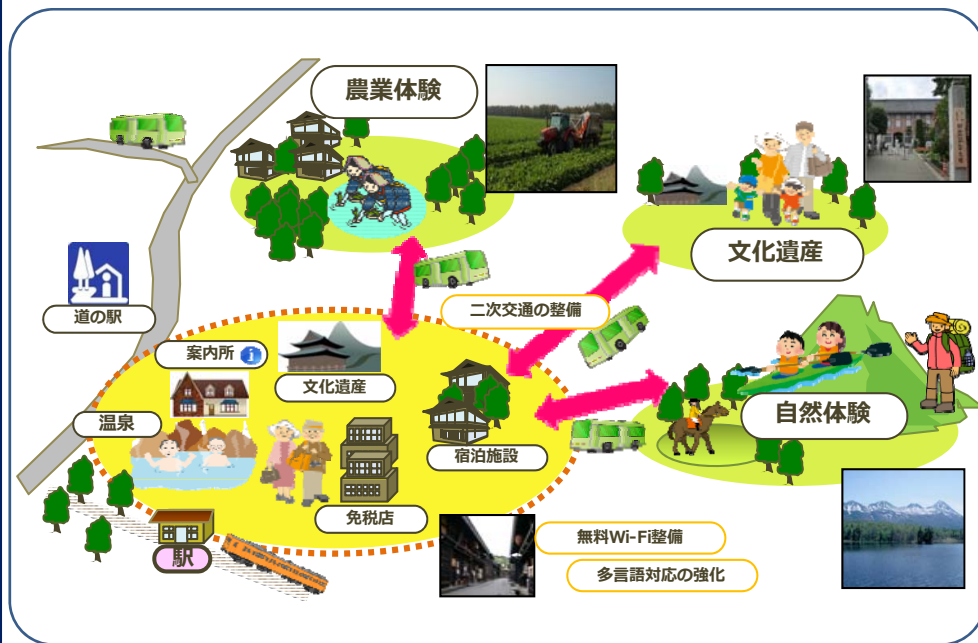 農業体験
文化遺産
道の駅
二次交通の整備
案内所
i
文化遺産
温泉
宿泊施設
自然体験
免税店
駅
無料Wi-Fi整備
多言語対応の強化